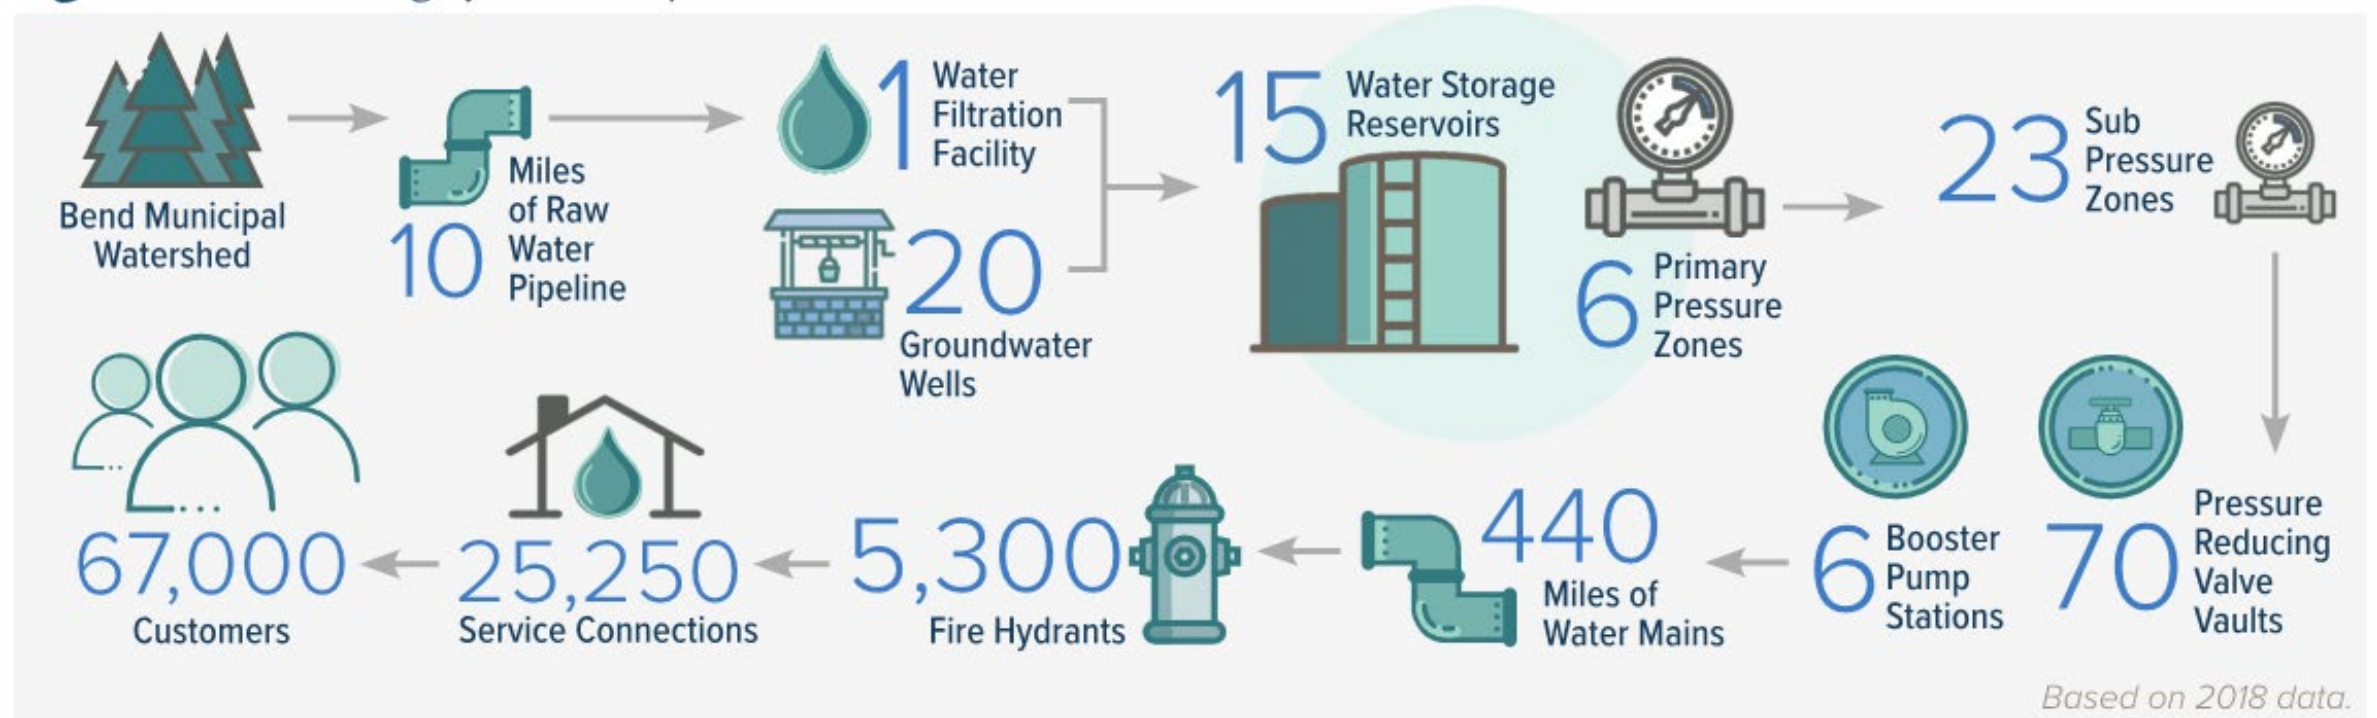 Bend Municipal
Watershed
10
Miles
of Raw
Water
Pipeline
1
Water
Filtration
Facility
20
Groundwater
Wells
15
Water Storage
Reservoirs
6
Primary
Pressure
Zones
23
Sub
Pressure
Zones
70
Pressure
Reducing
Valve
Vaults
6
Booster
Pump
Stations
440
Miles of
Water Mains
5,300
Fire Hydrants
25,250
Service Connections
67,000
Customers
Based on 2018 data.